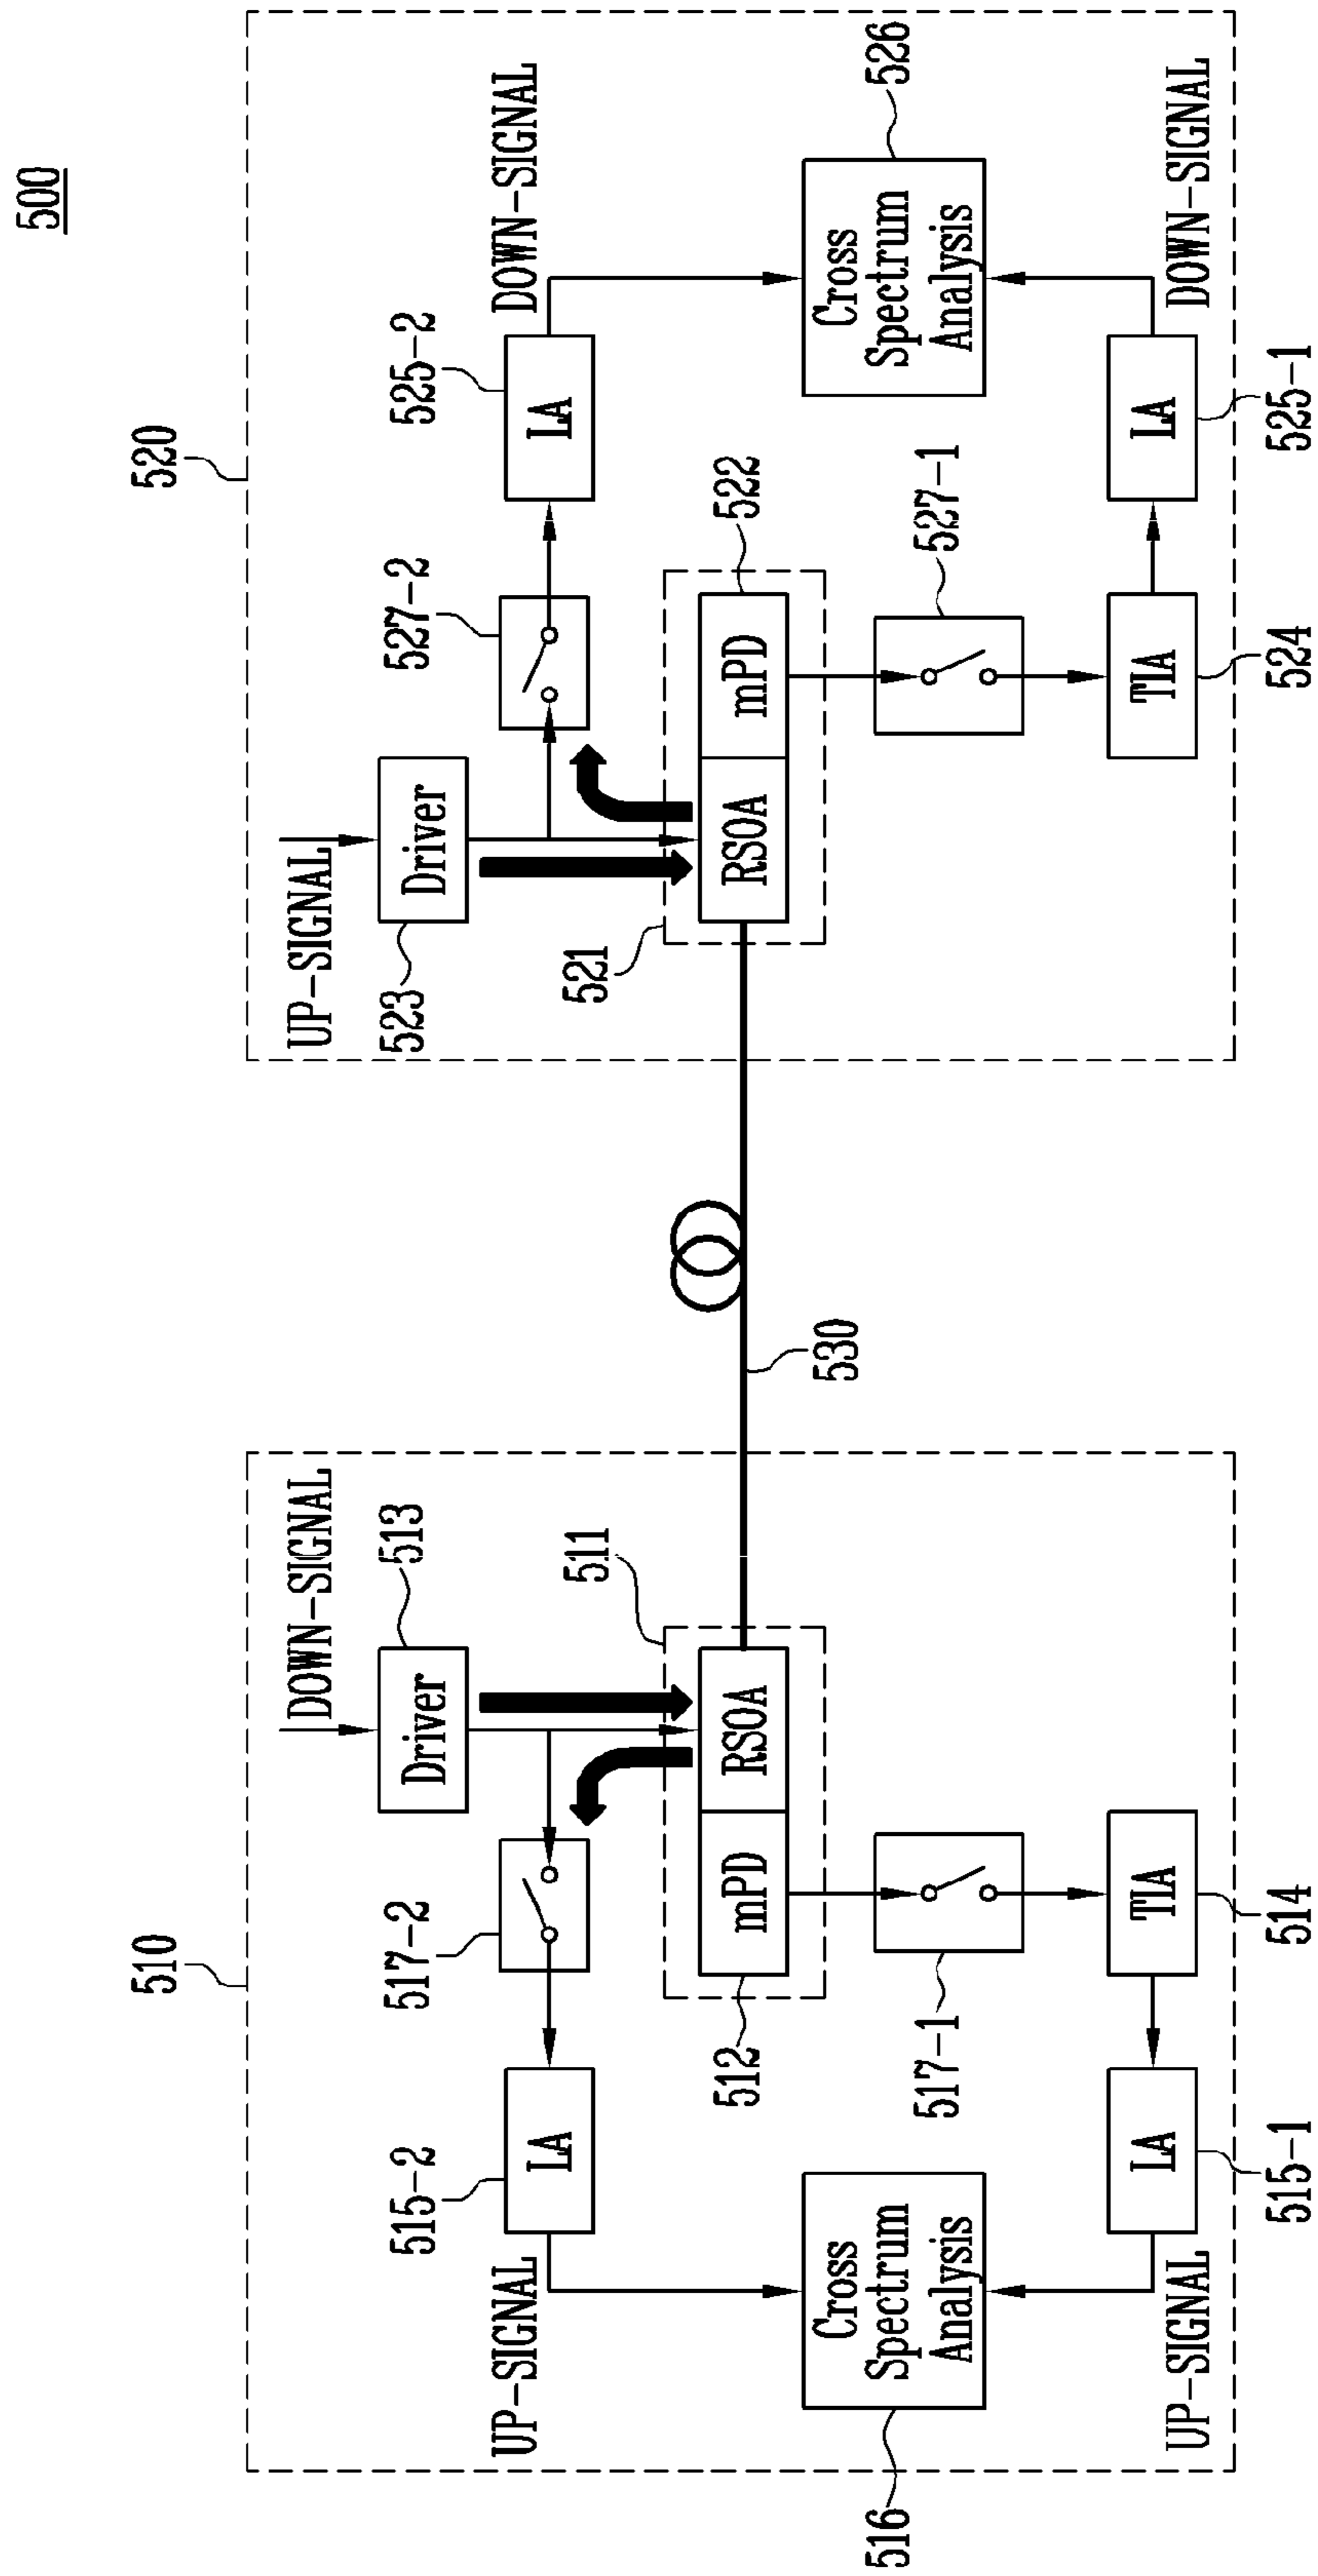 500
510
520
DOWN-SIGNAL
513
Driver
517-2
515-2
LA
UP-SIGNAL
511
RSOA
mPD
512
517-1
514
TIA
515-1
LA
UP-SIGNAL
Cross
Spectrum
Analysis
516
530
UP-SIGNAL
523
Driver
527-2
525-2
LA
DOWN-SIGNAL
521
RSOA
mPD
522
527-1
524
TIA
525-1
LA
DOWN-SIGNAL
Cross
Spectrum
Analysis
526